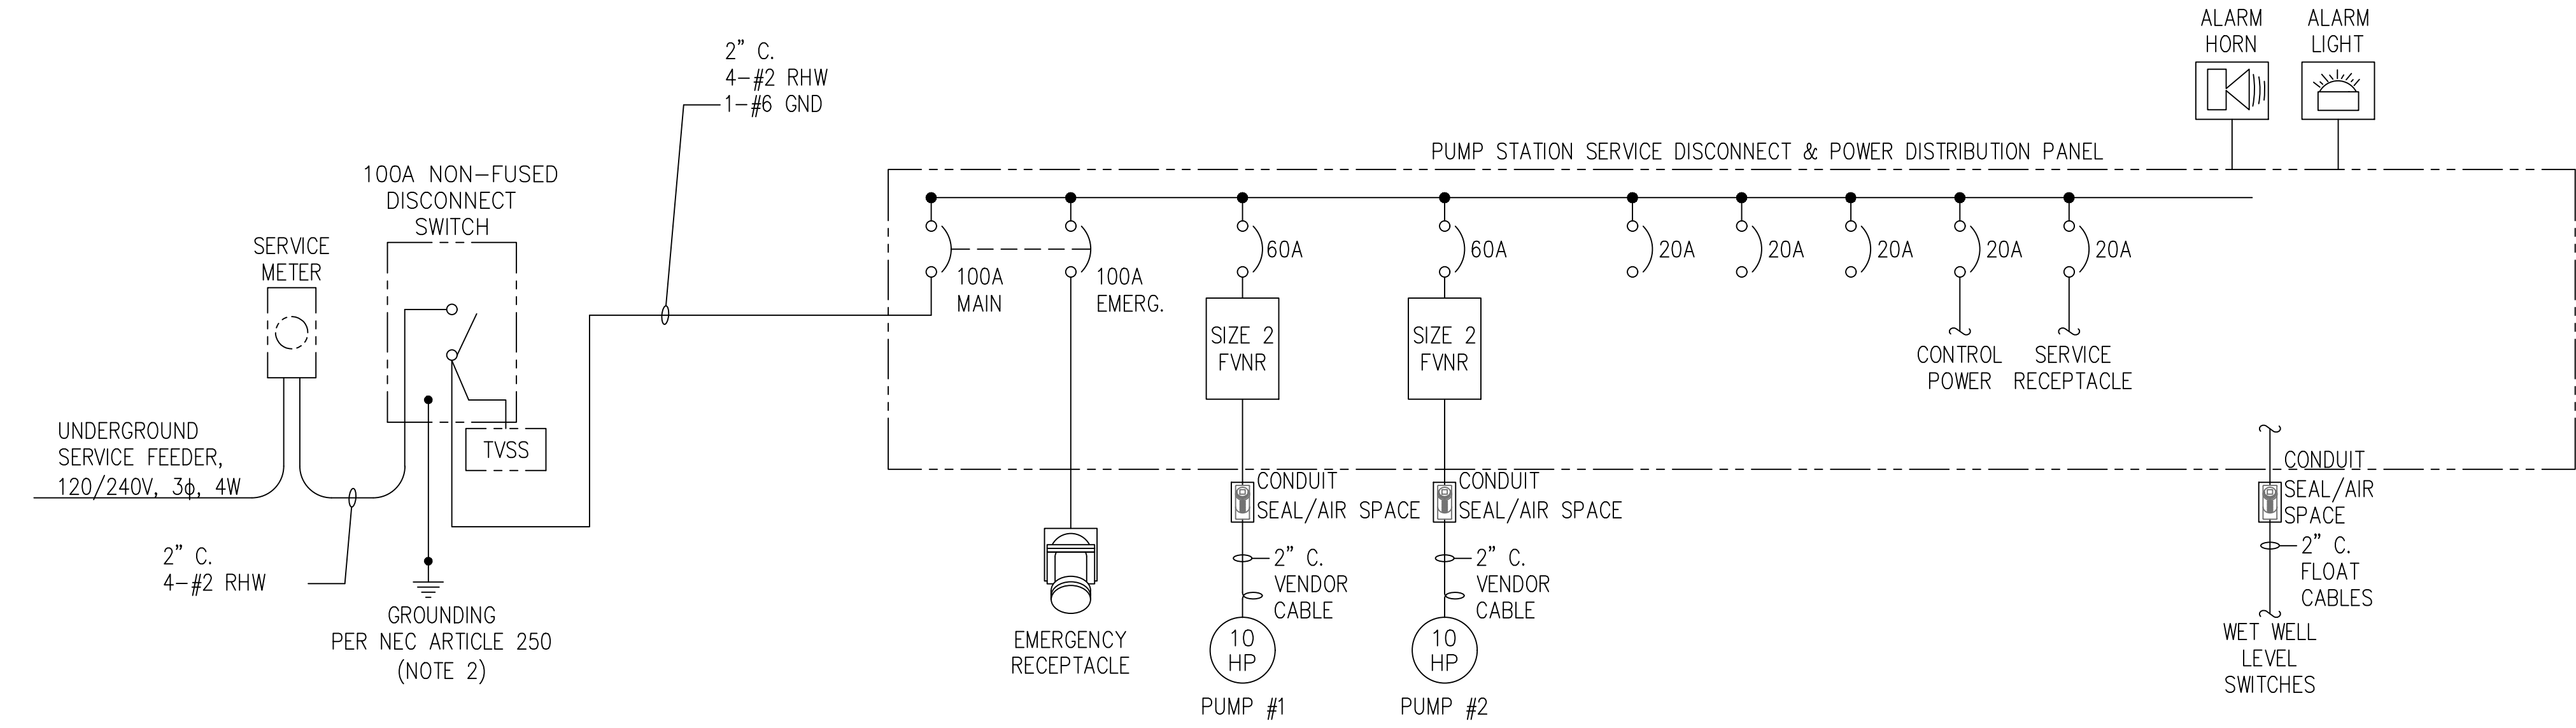 ALARM
HORN
ALARM
LIGHT
2" C.
4-#2 RHW
1-#6 GND
PUMP STATION SERVICE DISCONNECT & POWER DISTRIBUTION PANEL
100A NON-FUSED
DISCONNECT
SWITCH
SERVICE
METER
100A
MAIN
100A
EMERG.
60A
60A
20A
20A
20A
20A
20A
SIZE 2
FVNR
SIZE 2
FVNR
CONTROL
POWER
SERVICE
RECEPTACLE
UNDERGROUND
SERVICE FEEDER,
120/240V, 3ϕ, 4W
TVSS
2" C.
4-#2 RHW
GROUNDING
PER NEC ARTICLE 250
(NOTE 2)
EMERGENCY
RECEPTACLE
CONDUIT
SEAL/AIR SPACE
2" C.
VENDOR
CABLE
10
HP
PUMP #1
CONDUIT
SEAL/AIR SPACE
2" C.
VENDOR
CABLE
10
HP
PUMP #2
CONDUIT
SEAL/AIR
SPACE
2" C.
FLOAT
CABLES
WET WELL
LEVEL
SWITCHES